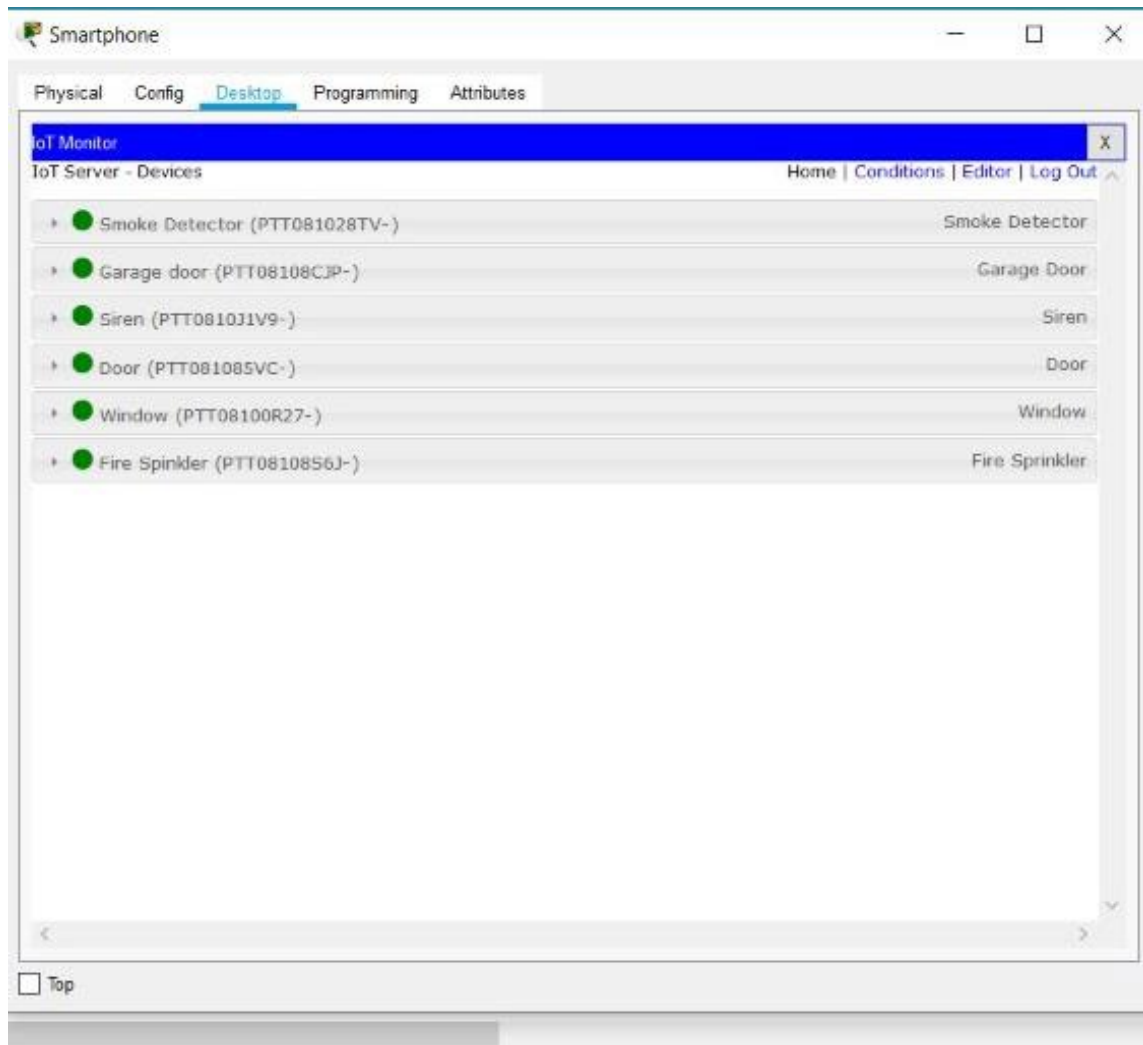 Smartphone
Physical Config Desktop Programming Attributes
IoT Monitor X
IoT Server - Devices Home | Conditions | Editor | Log Out
Smoke Detector (PTT081028TV-) Smoke Detector
Garage door (PTT08108CJP-) Garage Door
Siren (PTT0810J1V9-) Siren
Door (PTT08108SVC-) Door
Window (PTT08100R27-) Window
Fire Spinkler (PTT08108S6J-) Fire Sprinkler
Top